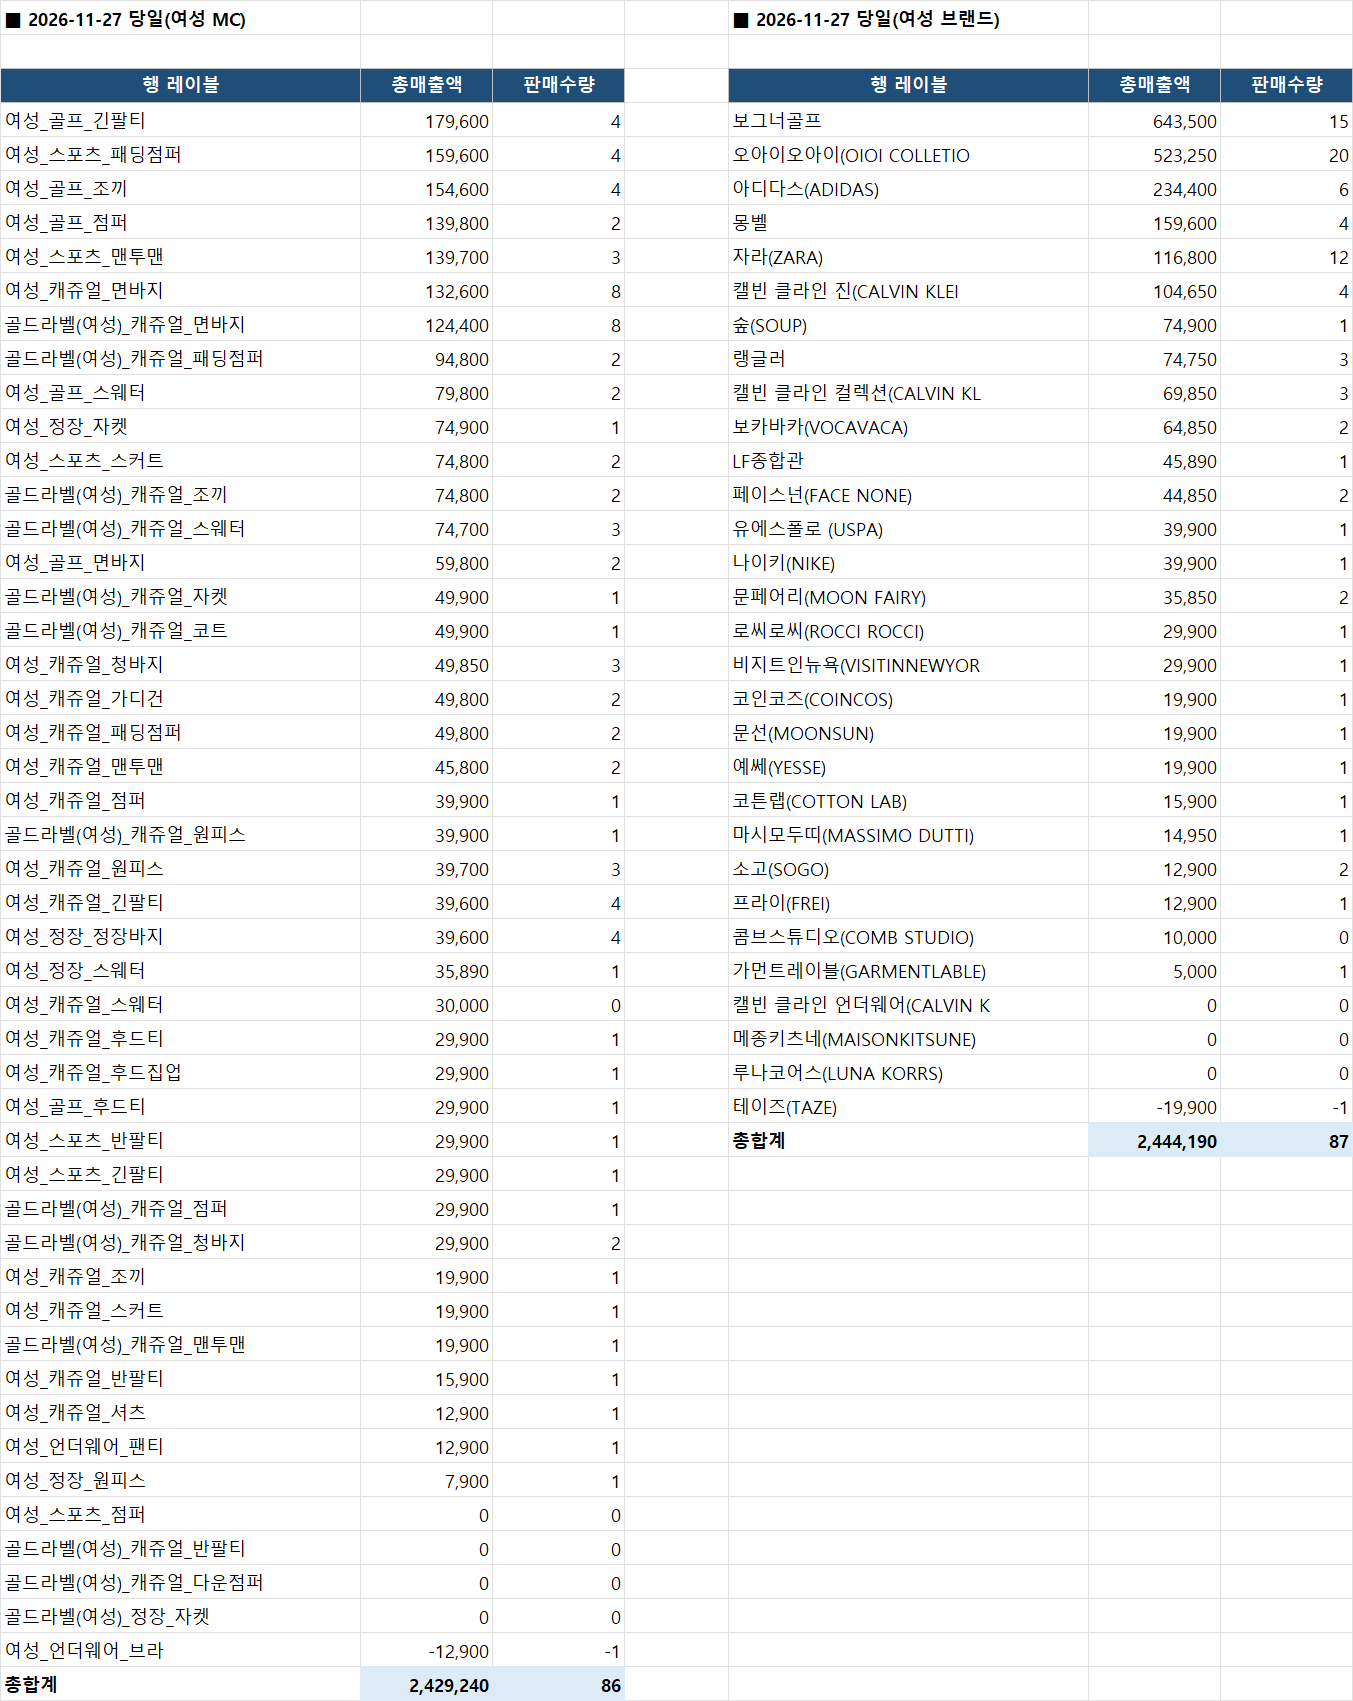 ■ 2026-11-27 당일(여성 MC)
행 레이블 총매출액 판매수량
여성_골프_긴팔티 179,600 4
여성_스포츠_패딩점퍼 159,600 4
여성_골프_조끼 154,600 4
여성_골프_점퍼 139,800 2
여성_스포츠_맨투맨 139,700 3
여성_캐쥬얼_면바지 132,600 8
골드라벨(여성)_캐쥬얼_면바지 124,400 8
골드라벨(여성)_캐쥬얼_패딩점퍼 94,800 2
여성_골프_스웨터 79,800 2
여성_정장_자켓 74,900 1
여성_스포츠_스커트 74,800 2
골드라벨(여성)_캐쥬얼_조끼 74,800 2
골드라벨(여성)_캐쥬얼_스웨터 74,700 3
여성_골프_면바지 59,800 2
골드라벨(여성)_캐쥬얼_자켓 49,900 1
골드라벨(여성)_캐쥬얼_코트 49,900 1
여성_캐쥬얼_청바지 49,850 3
여성_캐쥬얼_가디건 49,800 2
여성_캐쥬얼_패딩점퍼 49,800 2
여성_캐쥬얼_맨투맨 45,800 2
여성_캐쥬얼_점퍼 39,900 1
골드라벨(여성)_캐쥬얼_원피스 39,900 1
여성_캐쥬얼_원피스 39,700 3
여성_캐쥬얼_긴팔티 39,600 4
여성_정장_정장바지 39,600 4
여성_정장_스웨터 35,890 1
여성_캐쥬얼_스웨터 30,000 0
여성_캐쥬얼_후드티 29,900 1
여성_캐쥬얼_후드집업 29,900 1
여성_골프_후드티 29,900 1
여성_스포츠_반팔티 29,900 1
여성_스포츠_긴팔티 29,900 1
골드라벨(여성)_캐쥬얼_점퍼 29,900 1
골드라벨(여성)_캐쥬얼_청바지 29,900 2
여성_캐쥬얼_조끼 19,900 1
여성_캐쥬얼_스커트 19,900 1
골드라벨(여성)_캐쥬얼_맨투맨 19,900 1
여성_캐쥬얼_반팔티 15,900 1
여성_캐쥬얼_셔츠 12,900 1
여성_언더웨어_팬티 12,900 1
여성_정장_원피스 7,900 1
여성_스포츠_점퍼 0 0
골드라벨(여성)_캐쥬얼_반팔티 0 0
골드라벨(여성)_캐쥬얼_다운점퍼 0 0
골드라벨(여성)_정장_자켓 0 0
여성_언더웨어_브라 -12,900 -1
총합계 2,429,240 86
■ 2026-11-27 당일(여성 브랜드)
행 레이블 총매출액 판매수량
보그너골프 643,500 15
오아이오아이(OIOI COLLETIO 523,250 20
아디다스(ADIDAS) 234,400 6
몽벨 159,600 4
자라(ZARA) 116,800 12
캘빈 클라인 진(CALVIN KLEI 104,650 4
숲(SOUP) 74,900 1
랭글러 74,750 3
캘빈 클라인 컬렉션(CALVIN KL 69,850 3
보카바카(VOCAVACA) 64,850 2
LF종합관 45,890 1
페이스넌(FACE NONE) 44,850 2
유에스폴로 (USPA) 39,900 1
나이키(NIKE) 39,900 1
문페어리(MOON FAIRY) 35,850 2
로씨로씨(ROCCI ROCCI) 29,900 1
비지트인뉴욕(VISITINNEWYOR 29,900 1
코인코즈(COINCOS) 19,900 1
문선(MOONSUN) 19,900 1
예쎄(YESSE) 19,900 1
코튼랩(COTTON LAB) 15,900 1
마시모두띠(MASSIMO DUTTI) 14,950 1
소고(SOGO) 12,900 2
프라이(FREI) 12,900 1
콤브스튜디오(COMB STUDIO) 10,000 0
가먼트레이블(GARMENTLABLE) 5,000 1
캘빈 클라인 언더웨어(CALVIN K 0 0
메종키츠네(MAISONKITSUNE) 0 0
루나코어스(LUNA KORRS) 0 0
테이즈(TAZE) -19,900 -1
총합계 2,444,190 87